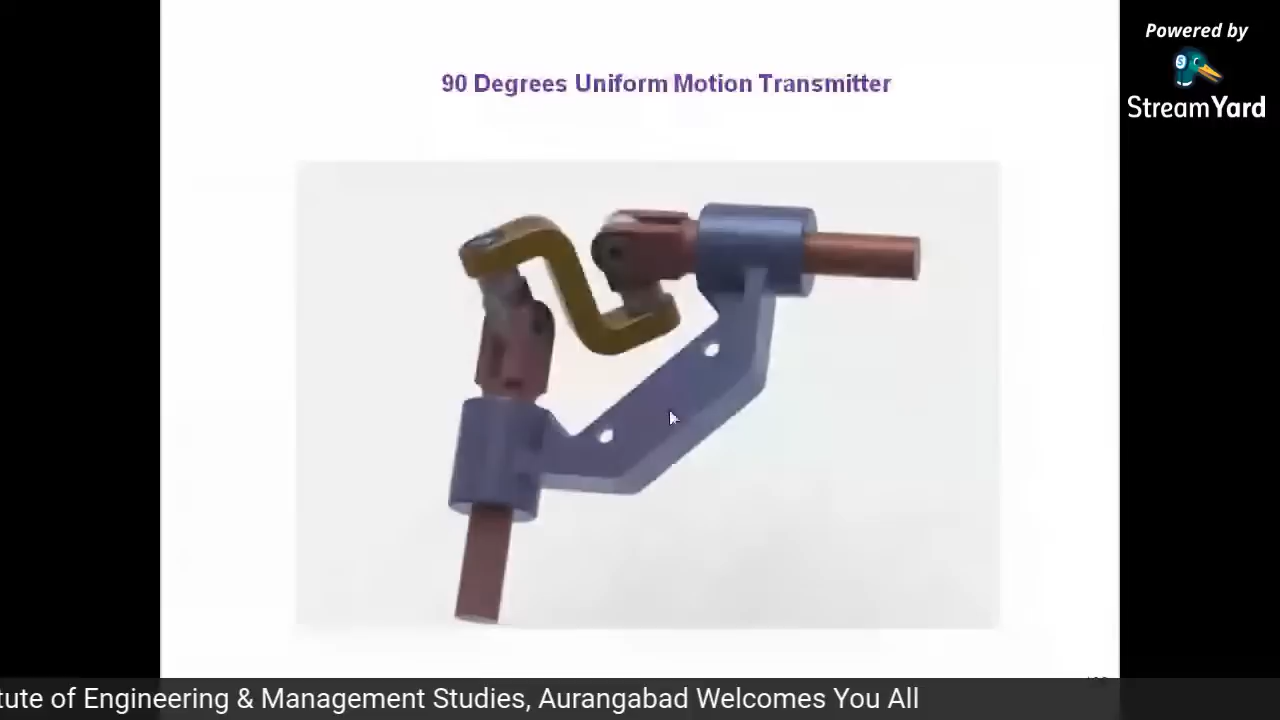 Powered by
StreamYard
90 Degrees Uniform Motion Transmitter
tute of Engineering & Management Studies, Aurangabad Welcomes You All